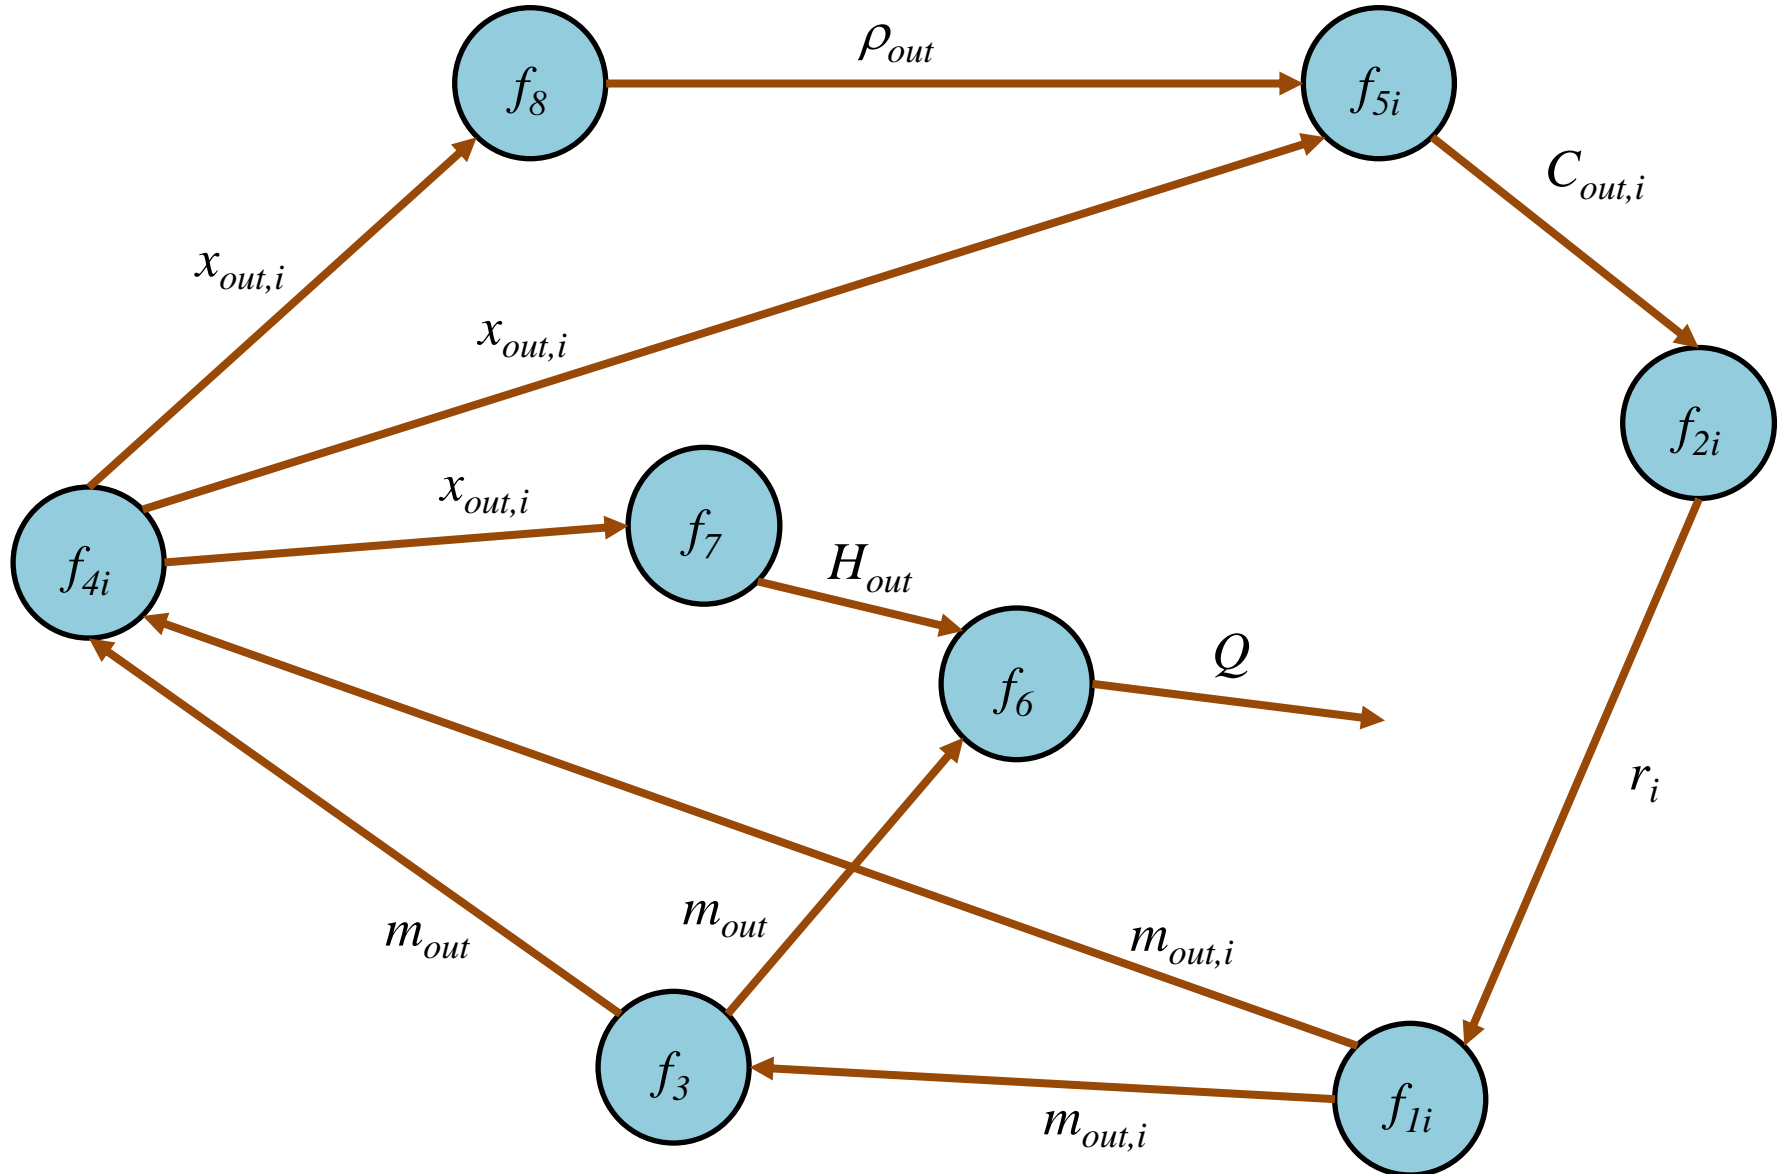 ρout
f8
f5i
Cout,i
xout,i
xout,i
f2i
xout,i
f7
Hout
f4i
Q
f6
ri
mout
mout
mout,i
f3
f1i
mout,i